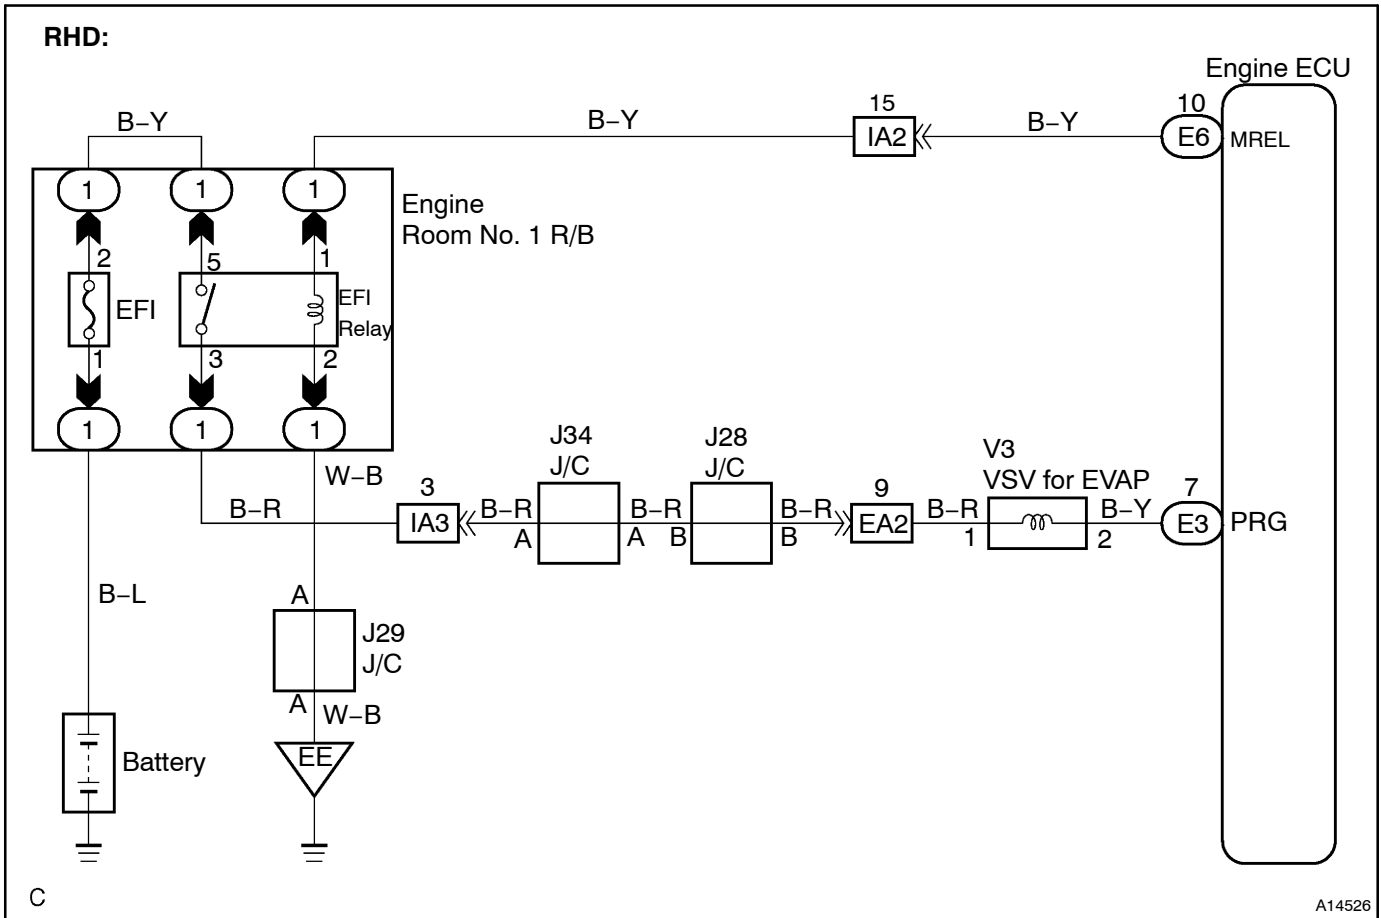 RHD:
Engine ECU
B–Y
B–Y
15
IA2
B–Y
10
E6
MREL
1
1
1
Engine
Room No. 1 R/B
2
5
1
EFI
EFI
Relay
1
3
2
1
1
1
W–B
B–R
3
IA3
B–R
A
J34
J/C
A
B–R
B
J28
J/C
B–R
B
9
EA2
B–R
1
V3
VSV for EVAP
B–Y
2
7
E3
PRG
B–L
A
J29
J/C
A
W–B
EE
Battery
C
A14526